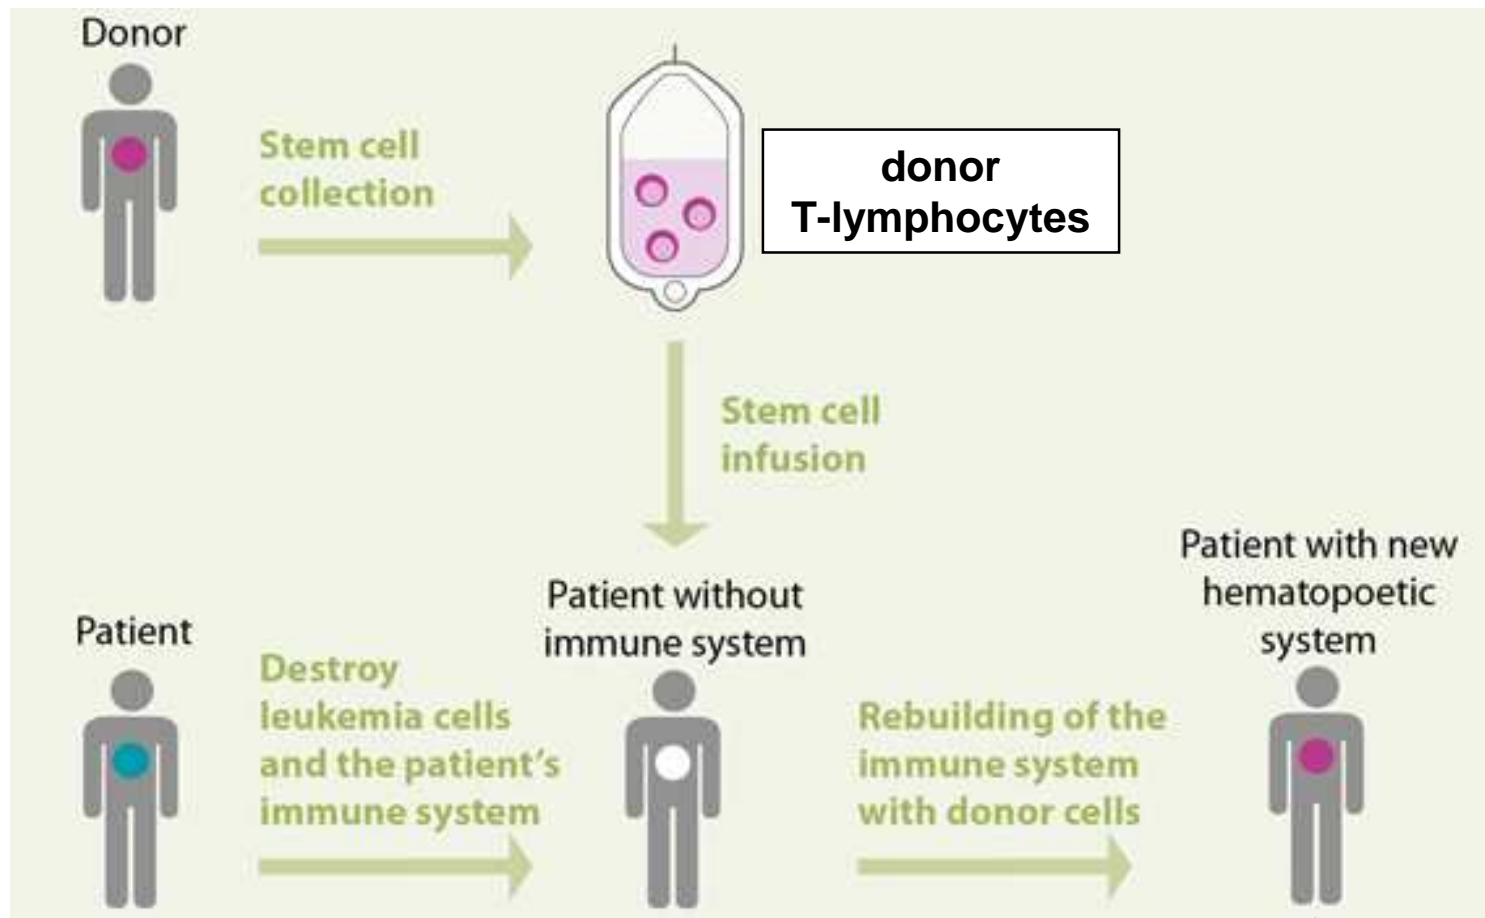 Donor
Stem cell
collection
donor
T-lymphocytes
Stem cell
infusion
Patient
Destroy
leukemia cells
and the patient's
immune system
Patient without
immune system
Rebuilding of the
immune system
with donor cells
Patient with new
hematopoetic
system